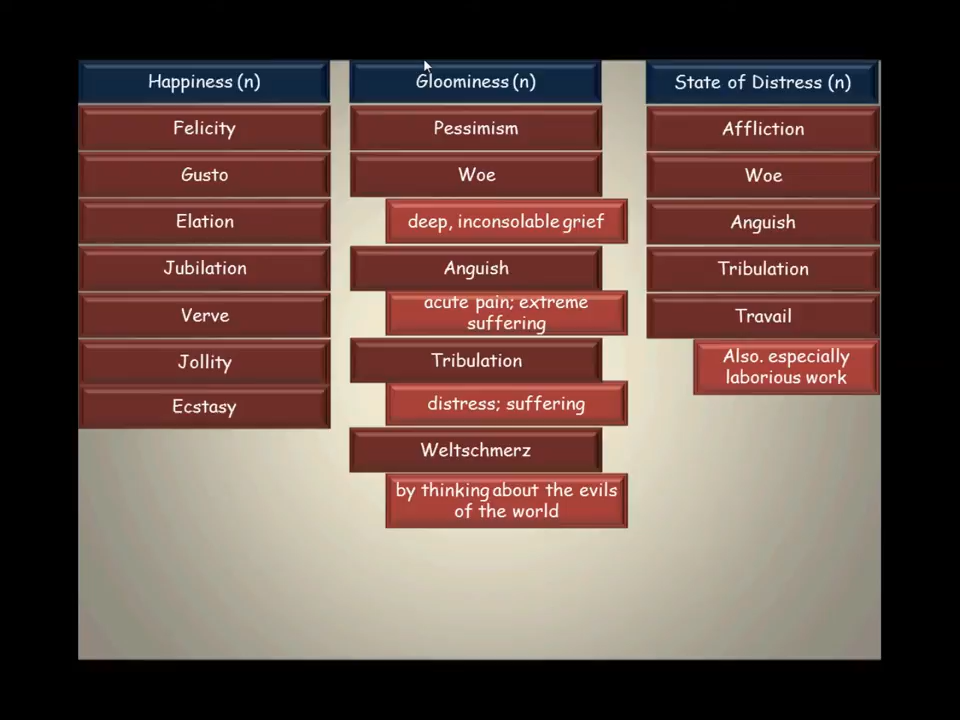 Happiness (n)
Felicity
Gusto
Elation
Jubilation
Verve
Jollity
Ecstasy
Gloominess (n)
Pessimism
Woe
deep, inconsolable grief
Anguish
acute pain; extreme
suffering
Tribulation
distress; suffering
Weltschmerz
by thinking about the evils
of the world
State of Distress (n)
Affliction
Woe
Anguish
Tribulation
Travail
Also. especially
laborious work